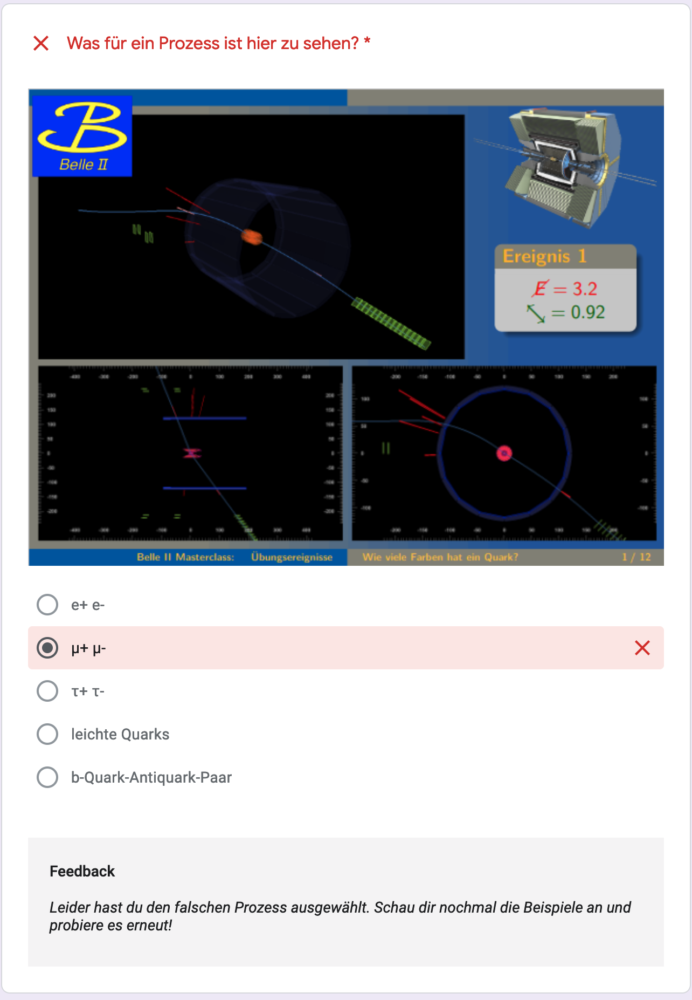 Was für ein Prozess ist hier zu sehen? *
Belle II
Ereignis 1
E = 3.2
= 0.92
Belle II Masterclass: Übungsereignisse
Wie viele Farben hat ein Quark? 1 / 12
e+ e-
μ+ μ-
τ+ τ-
leichte Quarks
b-Quark-Antiquark-Paar
Feedback
Leider hast du den falschen Prozess ausgewählt. Schau dir nochmal die Beispiele an und
probiere es erneut!